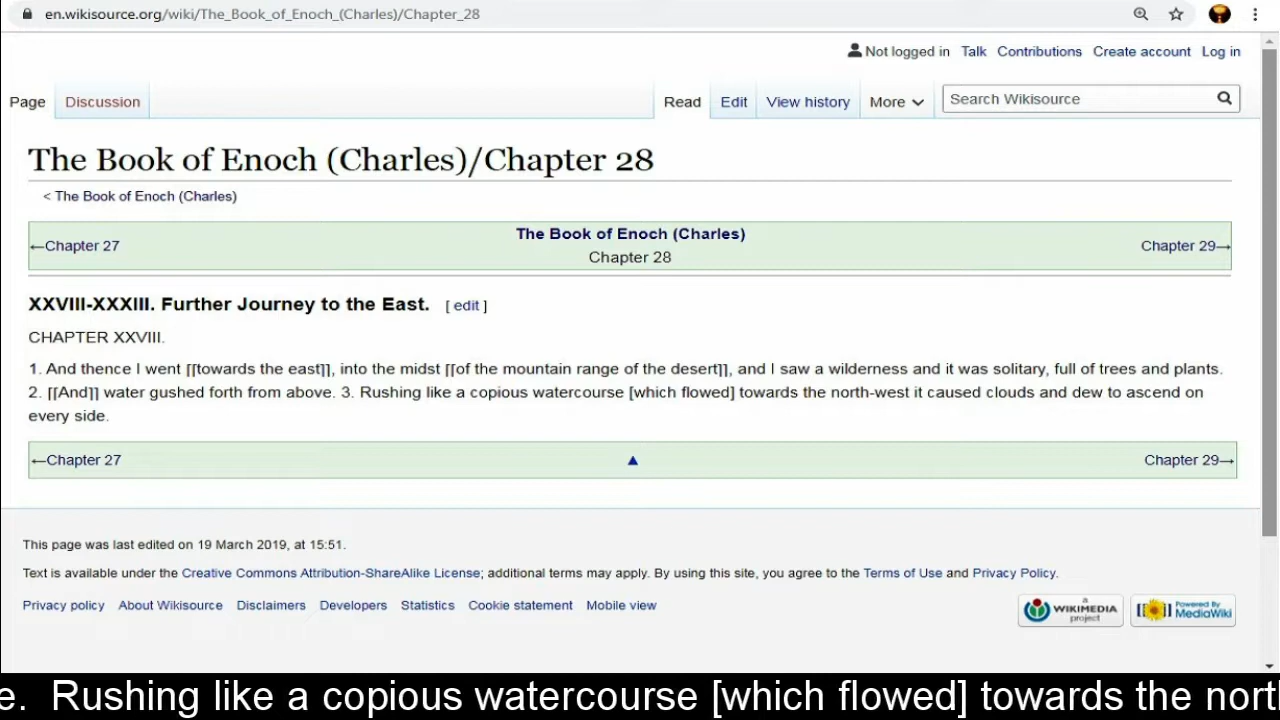 en.wikisource.org/wiki/The_Book_of_Enoch_(Charles)/Chapter_28
Not logged in Talk Contributions Create account Log in
Page Discussion Read Edit View history More Search Wikisource
The Book of Enoch (Charles)/Chapter 28
< The Book of Enoch (Charles)
The Book of Enoch (Charles)
←Chapter 27 Chapter 29→
Chapter 28
XXVIII-XXXIII. Further Journey to the East. [ edit ]
CHAPTER XXVIII.
1. And thence I went [[towards the east]], into the midst [[of the mountain range of the desert]], and I saw a wilderness and it was solitary, full of trees and plants.
2. [[And]] water gushed forth from above. 3. Rushing like a copious watercourse [which flowed] towards the north-west it caused clouds and dew to ascend on
every side.
←Chapter 27 ▲ Chapter 29→
This page was last edited on 19 March 2019, at 15:51.
Text is available under the Creative Commons Attribution-ShareAlike License; additional terms may apply. By using this site, you agree to the Terms of Use and Privacy Policy.
Privacy policy About Wikisource Disclaimers Developers Statistics Cookie statement Mobile view
a WIKIMEDIA project Powered By MediaWiki
e. Rushing like a copious watercourse [which flowed] towards the nort